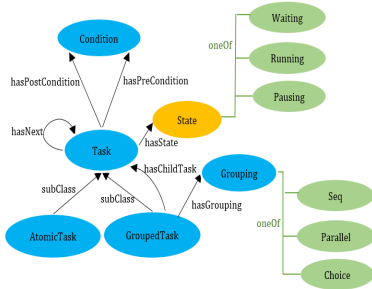 Waiting
oneOf
Condition
Running
hasPostCondition
hasPreCondition
Pausing
State
hasNext
hasState
Task
hasChildTask
Grouping
subClass
subClass
hasGrouping
Seq
oneOf
AtomicTask
GroupedTask
Parallel
Choice